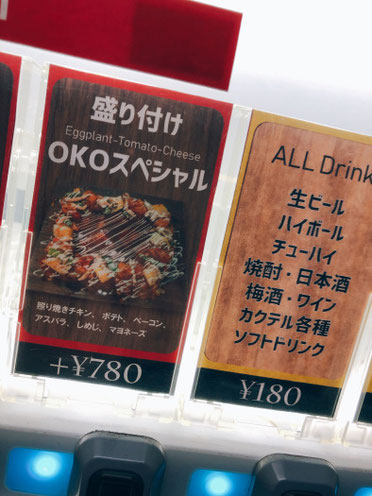 盛り付け
Eggplant-Tomato-Cheese
OKOスペシャル
照り焼きチキン、ポテト、ベーコン、
アスパラ、しめじ、マヨネーズ
+¥780
ALL Drink
生ビール
ハイボール
チューハイ
焼酎・日本酒
梅酒・ワイン
カクテル各種
ソフトドリンク
¥180